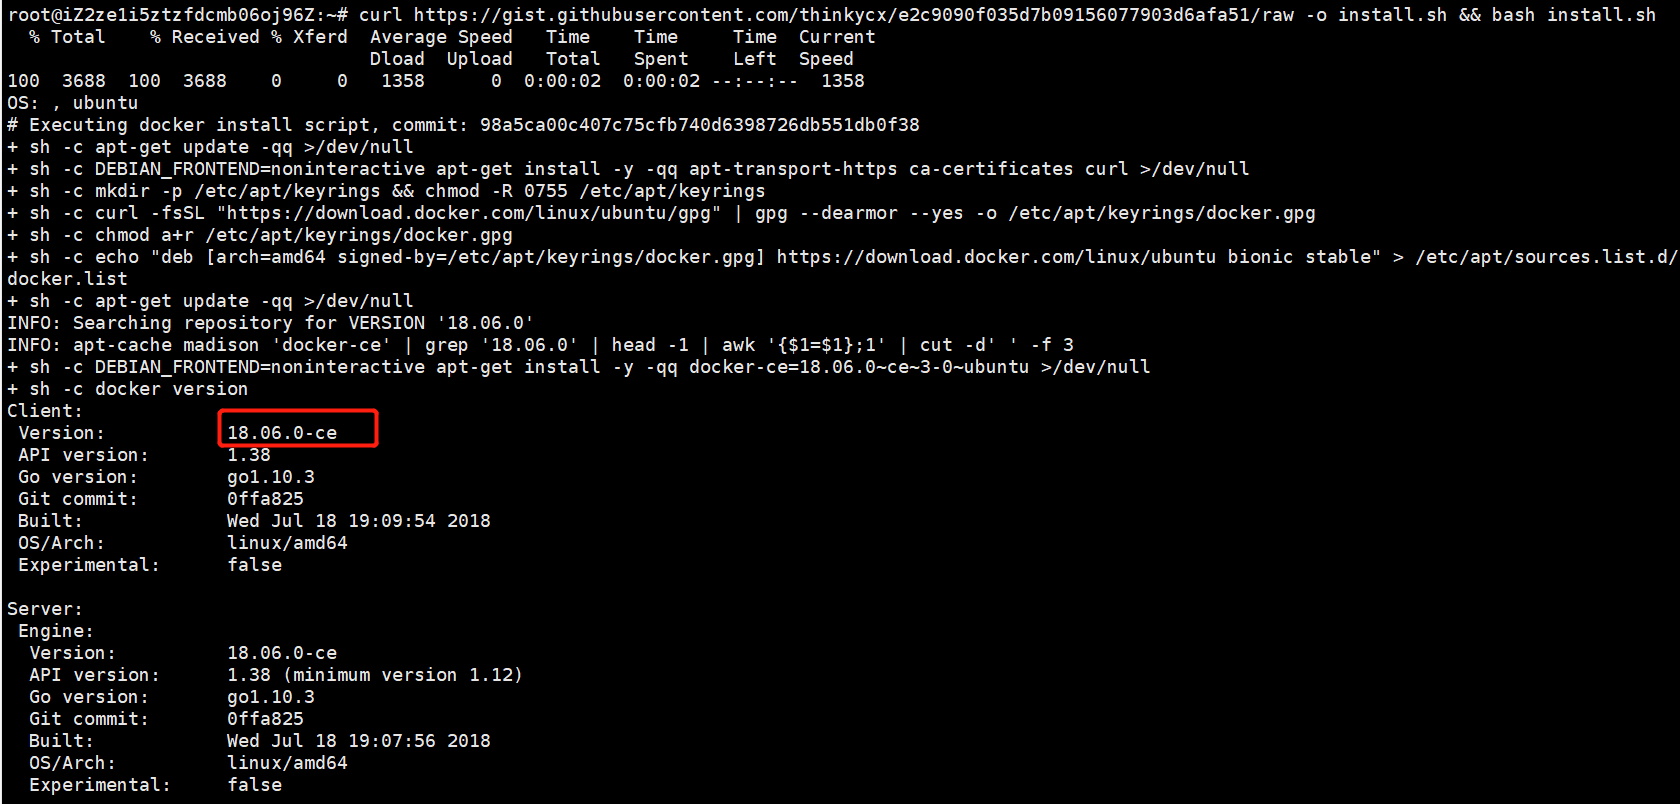 root@iZ2ze1i5ztzfdcmb06oj96Z:~# curl https://gist.githubusercontent.com/thinkycx/e2c9090f035d7b09156077903d6afa51/raw -o install.sh && bash install.sh
% Total    % Received % Xferd  Average Speed   Time    Time     Time  Current
Dload  Upload   Total   Spent    Left  Speed
100  3688  100  3688    0     0   1358      0  0:00:02  0:00:02 --:--:--  1358
OS: , ubuntu
# Executing docker install script, commit: 98a5ca00c407c75cfb740d6398726db551db0f38
+ sh -c apt-get update -qq >/dev/null
+ sh -c DEBIAN_FRONTEND=noninteractive apt-get install -y -qq apt-transport-https ca-certificates curl >/dev/null
+ sh -c mkdir -p /etc/apt/keyrings && chmod -R 0755 /etc/apt/keyrings
+ sh -c curl -fsSL "https://download.docker.com/linux/ubuntu/gpg" | gpg --dearmor --yes -o /etc/apt/keyrings/docker.gpg
+ sh -c chmod a+r /etc/apt/keyrings/docker.gpg
+ sh -c echo "deb [arch=amd64 signed-by=/etc/apt/keyrings/docker.gpg] https://download.docker.com/linux/ubuntu bionic stable" > /etc/apt/sources.list.d/
docker.list
+ sh -c apt-get update -qq >/dev/null
INFO: Searching repository for VERSION '18.06.0'
INFO: apt-cache madison 'docker-ce' | grep '18.06.0' | head -1 | awk '{$1=$1};1' | cut -d' ' -f 3
+ sh -c DEBIAN_FRONTEND=noninteractive apt-get install -y -qq docker-ce=18.06.0~ce~3-0~ubuntu >/dev/null
+ sh -c docker version
Client:
Version:           18.06.0-ce
API version:       1.38
Go version:        go1.10.3
Git commit:        0ffa825
Built:             Wed Jul 18 19:09:54 2018
OS/Arch:           linux/amd64
Experimental:      false
Server:
Engine:
Version:          18.06.0-ce
API version:      1.38 (minimum version 1.12)
Go version:       go1.10.3
Git commit:       0ffa825
Built:            Wed Jul 18 19:07:56 2018
OS/Arch:          linux/amd64
Experimental:     false